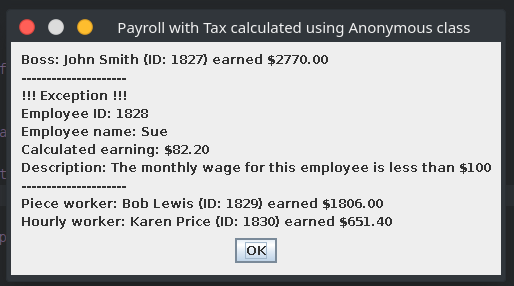 Payroll with Tax calculated using Anonymous class
Boss: John Smith (ID: 1827) earned $2770.00
---------------------
!!! Exception !!!
Employee ID: 1828
Employee name: Sue
Calculated earning: $82.20
Description: The monthly wage for this employee is less than $100
---------------------
Piece worker: Bob Lewis (ID: 1829) earned $1806.00
Hourly worker: Karen Price (ID: 1830) earned $651.40
OK